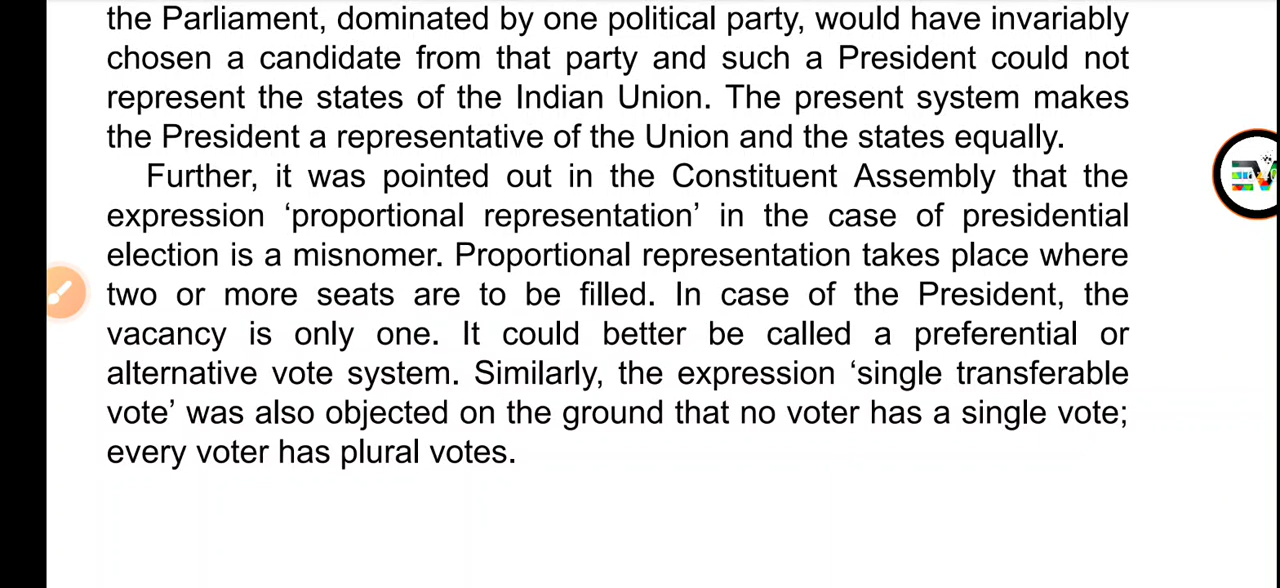 the Parliament, dominated by one political party, would have invariably
chosen a candidate from that party and such a President could not
represent the states of the Indian Union. The present system makes
the President a representative of the Union and the states equally.
Further, it was pointed out in the Constituent Assembly that the
expression ‘proportional representation’ in the case of presidential
election is a misnomer. Proportional representation takes place where
two or more seats are to be filled. In case of the President, the
vacancy is only one. It could better be called a preferential or
alternative vote system. Similarly, the expression ‘single transferable
vote’ was also objected on the ground that no voter has a single vote;
every voter has plural votes.